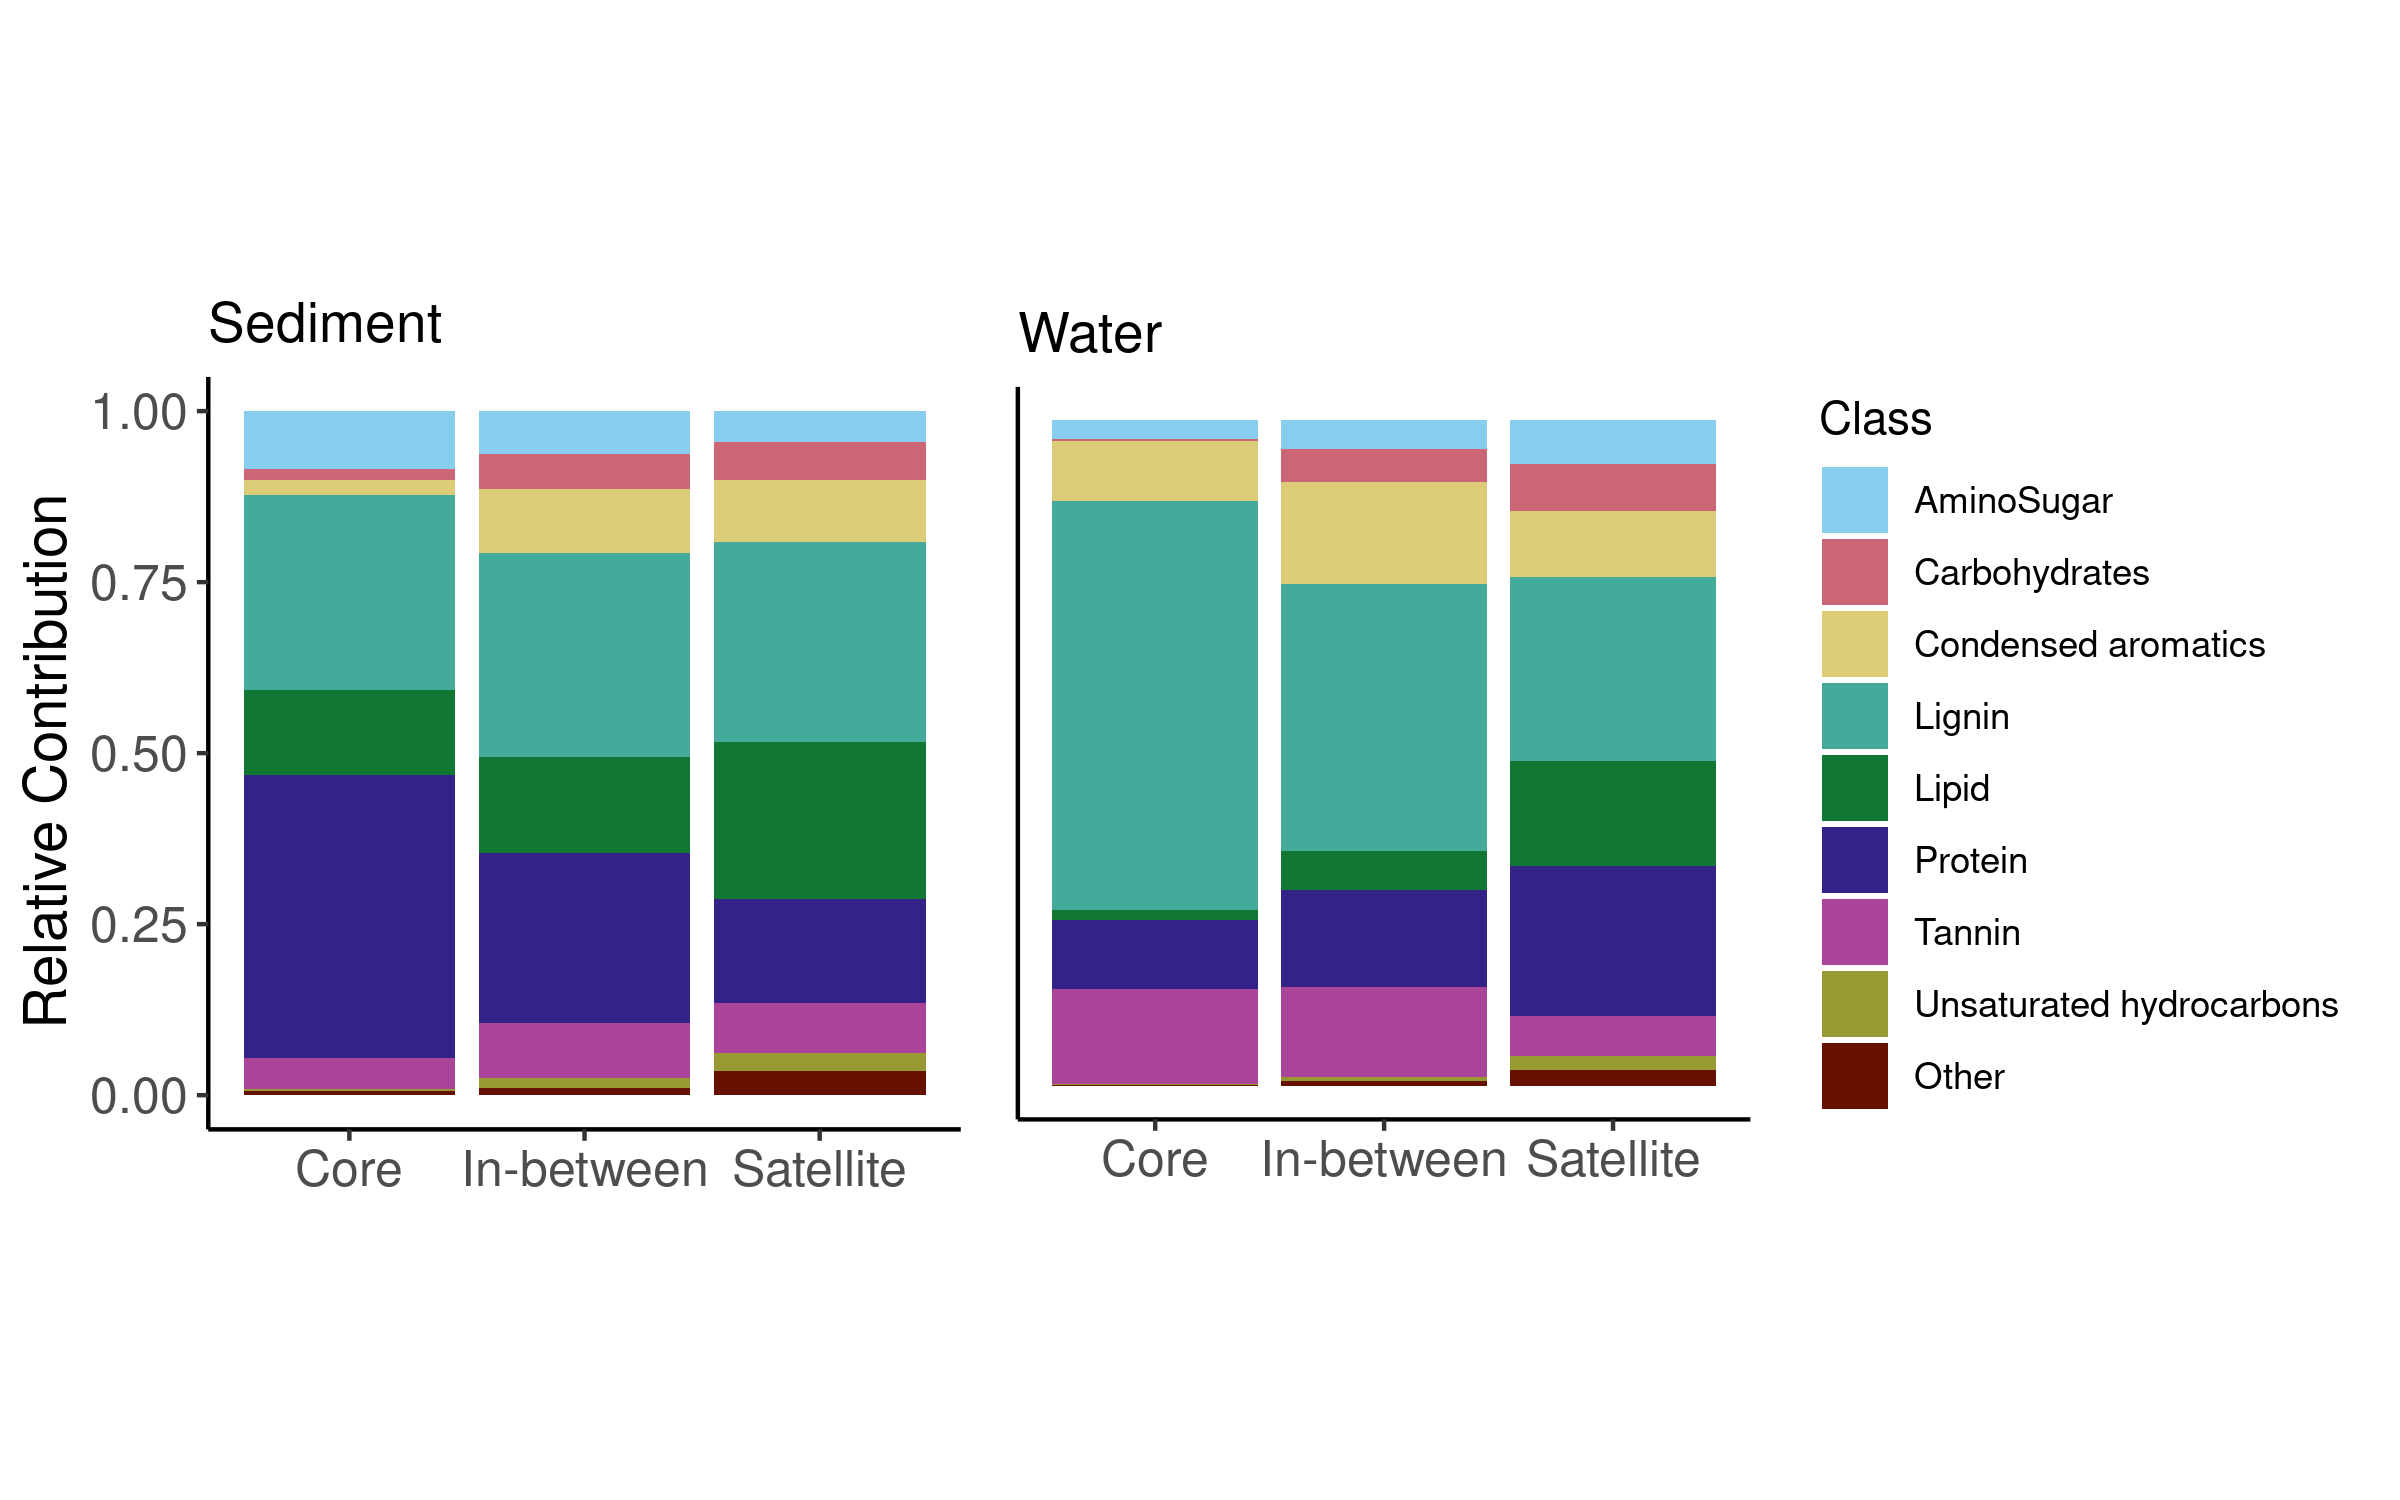 Sediment
Water
Relative Contribution
1.00
0.75
0.50
0.25
0.00
Core In-between Satellite
Core In-between Satellite
Class
AminoSugar
Carbohydrates
Condensed aromatics
Lignin
Lipid
Protein
Tannin
Unsaturated hydrocarbons
Other